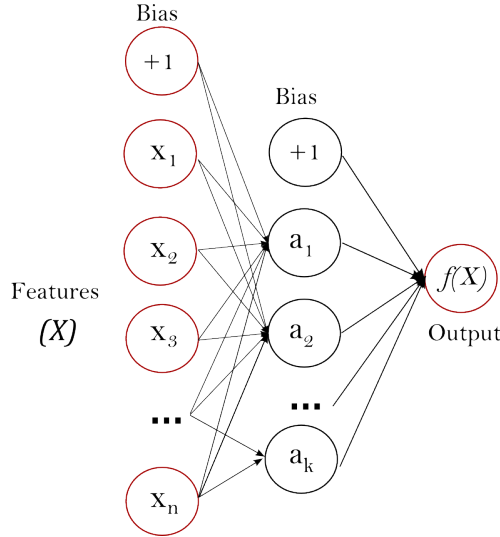 Bias
+1
Bias
x₁
+1
x₂
a₁
Features
(X)
f(X)
x₃
a₂
Output
...
...
aₖ
xₙ